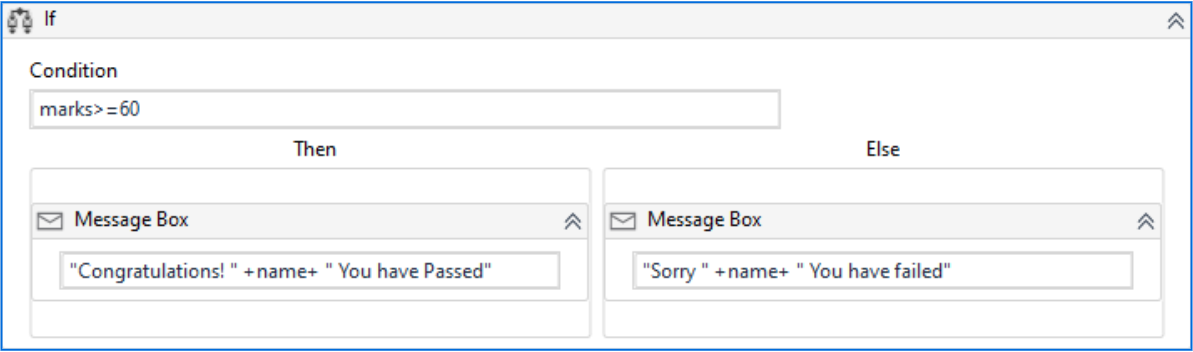 If
Condition
marks>=60
Then
Else
Message Box
Message Box
"Congratulations! " +name+ " You have Passed"
"Sorry " +name+ " You have failed"